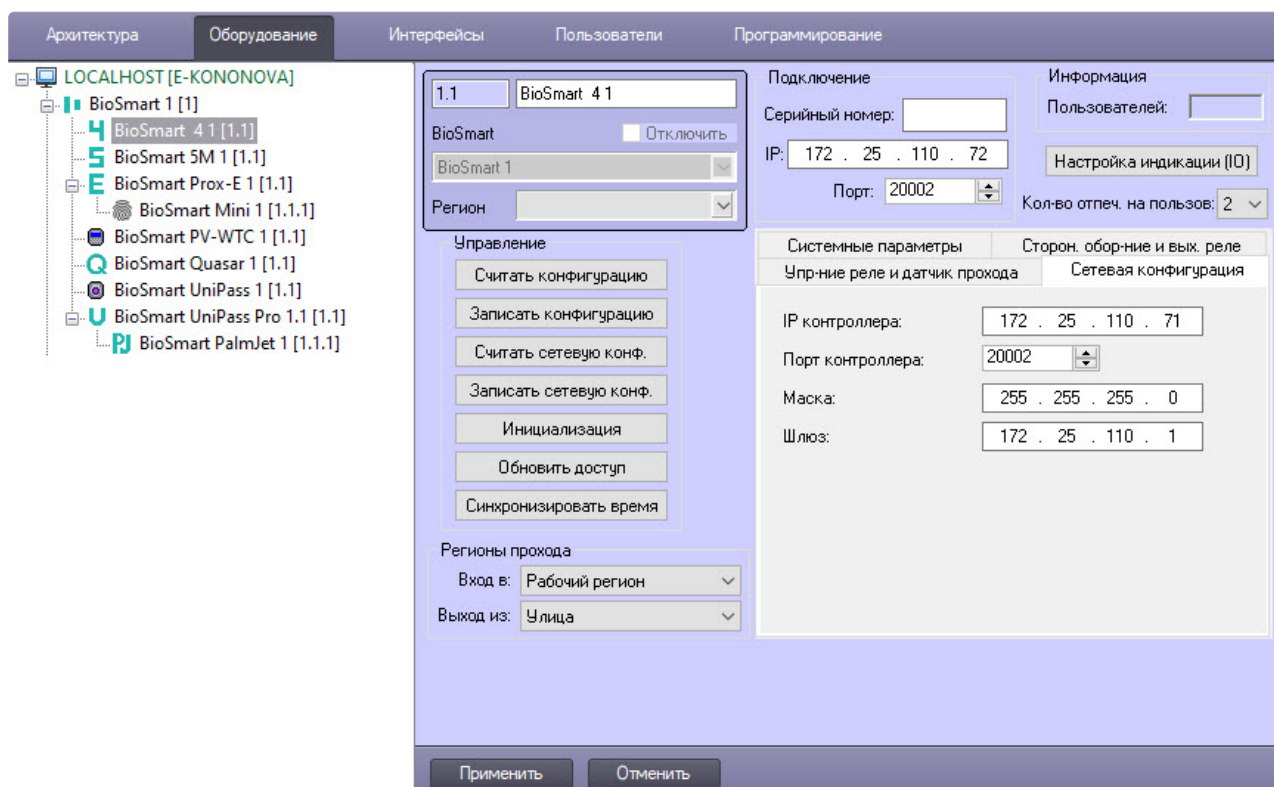 Архитектура Оборудование Интерфейсы Пользователи Программирование
LOCALHOST [E-KONONOVA]
BioSmart 1 [1]
BioSmart 4 1 [1.1]
BioSmart 5M 1 [1.1]
BioSmart Prox-E 1 [1.1]
BioSmart Mini 1 [1.1.1]
BioSmart PV-WTC 1 [1.1]
BioSmart Quasar 1 [1.1]
BioSmart UniPass 1 [1.1]
BioSmart UniPass Pro 1.1 [1.1]
BioSmart PalmJet 1 [1.1.1]
1.1 BioSmart 4 1
BioSmart Отключить
BioSmart 1
Регион
Подключение
Серийный номер:
IP: 172 . 25 . 110 . 72
Порт: 20002
Информация
Пользователей:
Настройка индикации (IO)
Кол-во отпеч. на пользов: 2
Управление
Считать конфигурацию
Записать конфигурацию
Считать сетевую конф.
Записать сетевую конф.
Инициализация
Обновить доступ
Синхронизировать время
Регионы прохода
Вход в: Рабочий регион
Выход из: Улица
Системные параметры Сторон. обор-ние и вых. реле
Упр-ние реле и датчик прохода Сетевая конфигурация
IP контроллера: 172 . 25 . 110 . 71
Порт контроллера: 20002
Маска: 255 . 255 . 255 . 0
Шлюз: 172 . 25 . 110 . 1
Применить Отменить